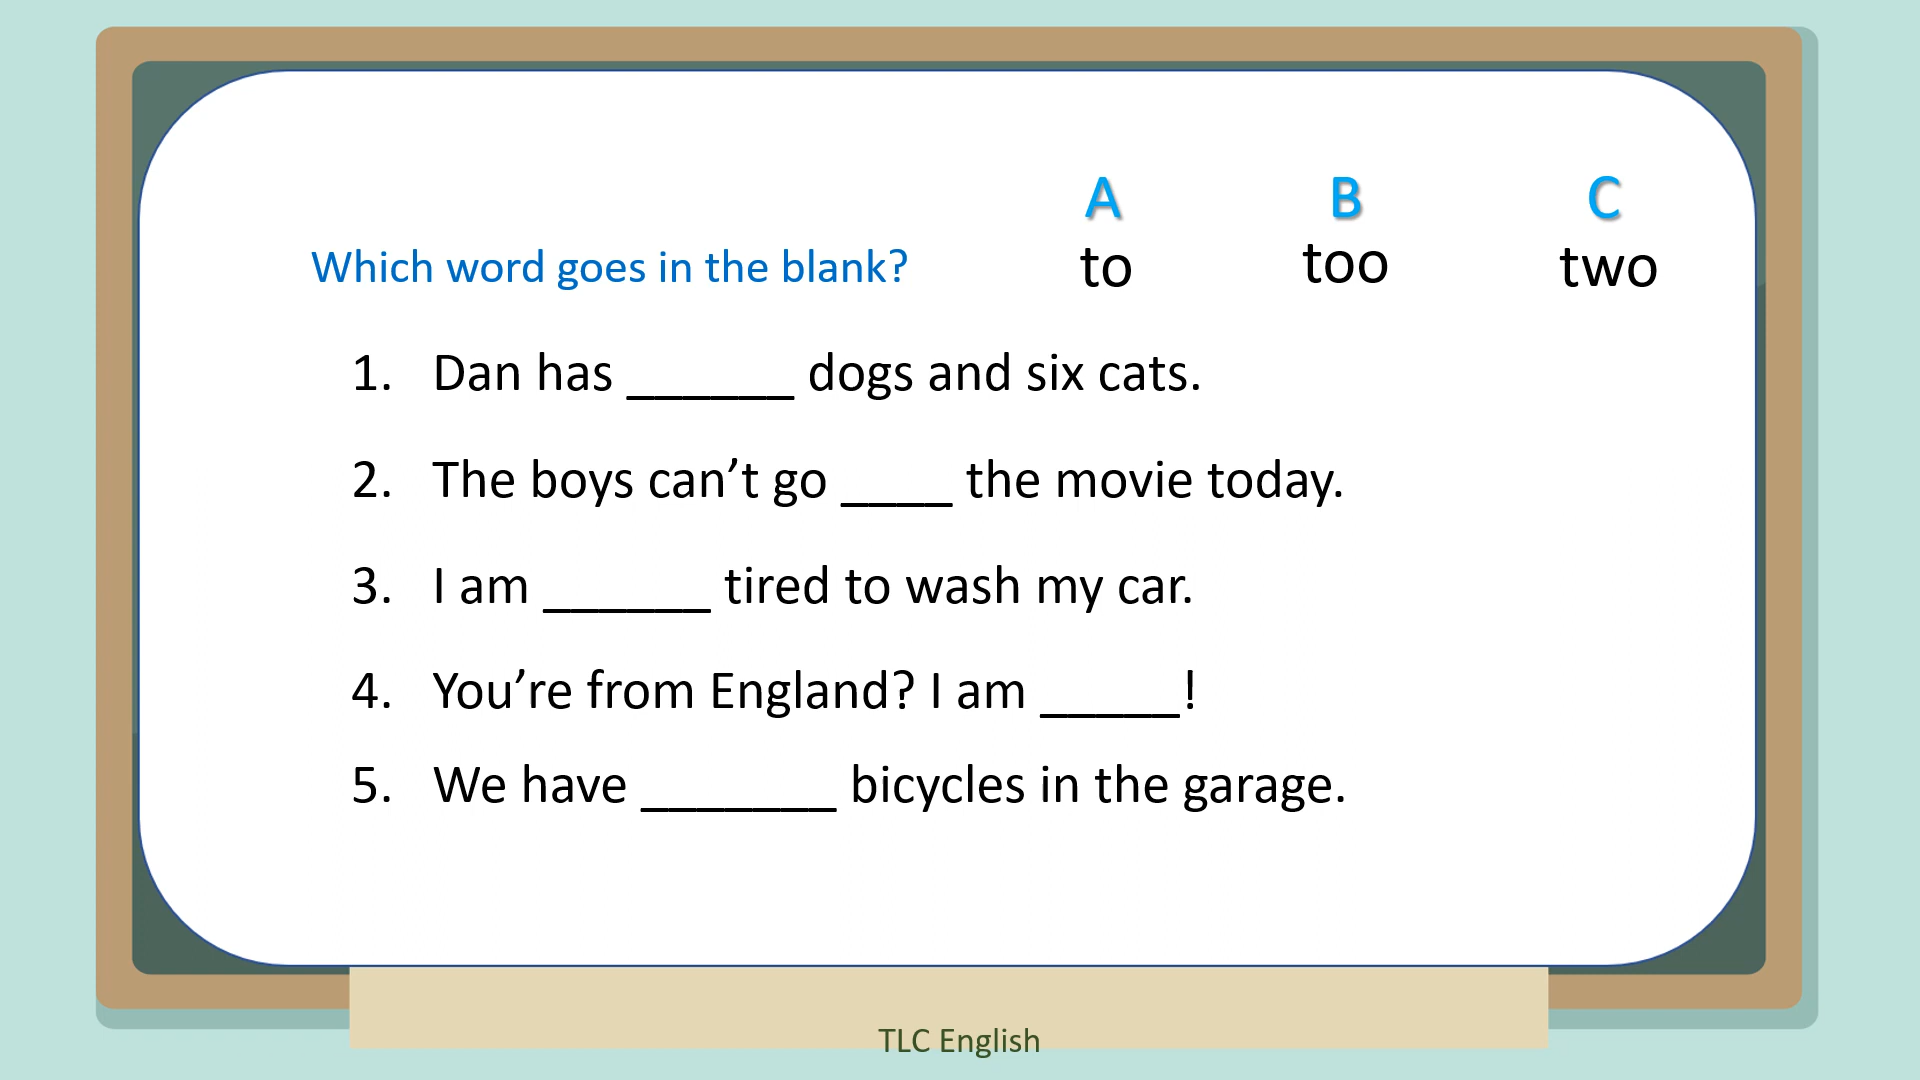 A B C
Which word goes in the blank? to too two
1. Dan has ______ dogs and six cats.
2. The boys can’t go ____ the movie today.
3. I am ______ tired to wash my car.
4. You’re from England? I am _____!
5. We have _______ bicycles in the garage.
TLC English